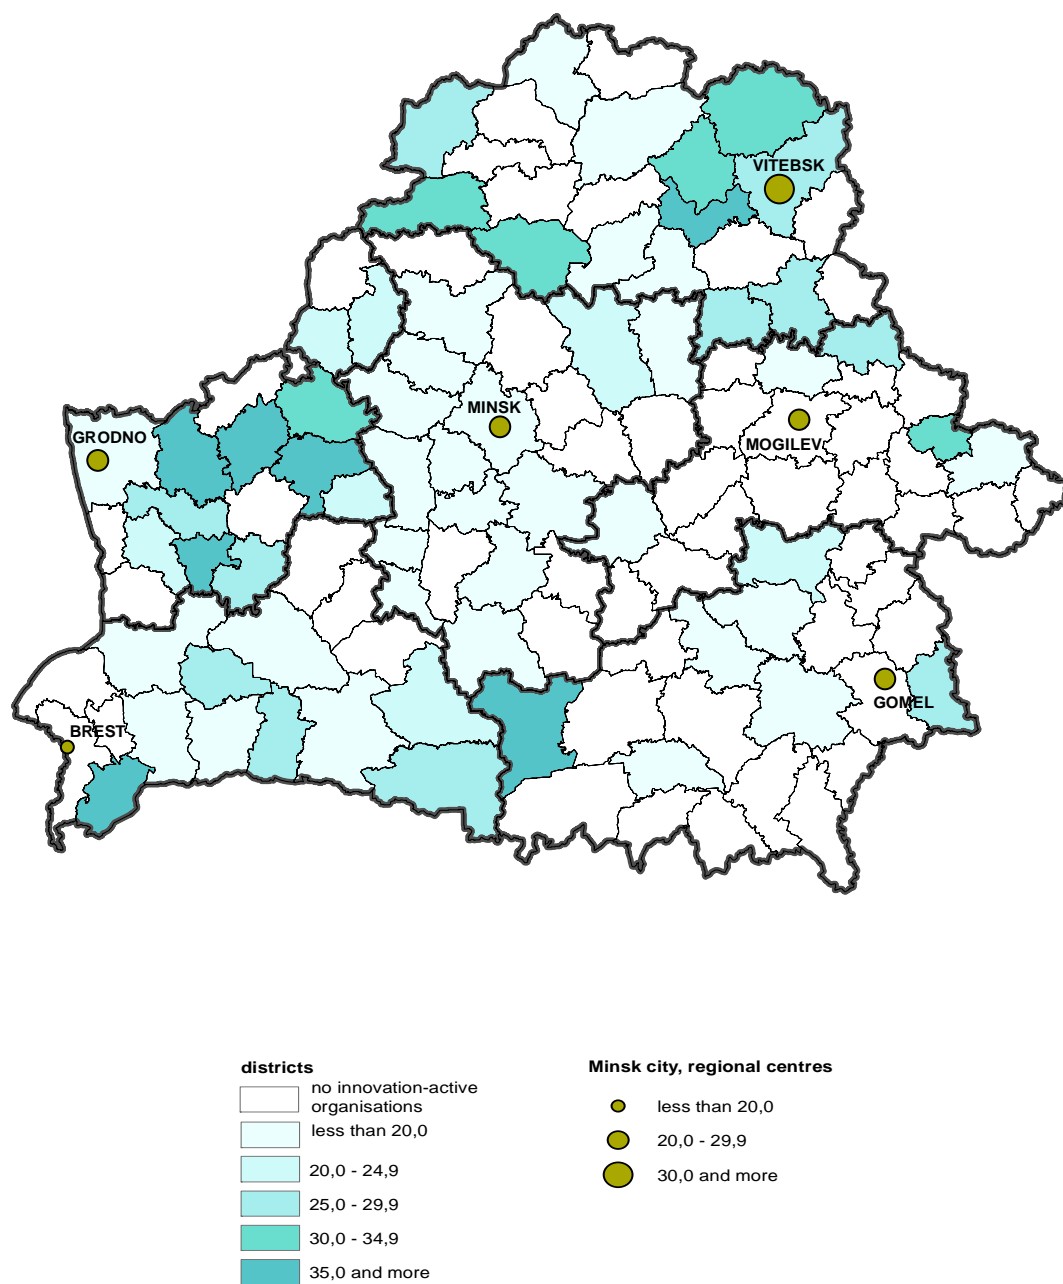 VITEBSK
MINSK
GRODNO
MOGILEV
GOMEL
BREST
districts
no innovation-active
organisations
less than 20,0
20,0 - 24,9
25,0 - 29,9
30,0 - 34,9
35,0 and more
Minsk city, regional centres
less than 20,0
20,0 - 29,9
30,0 and more